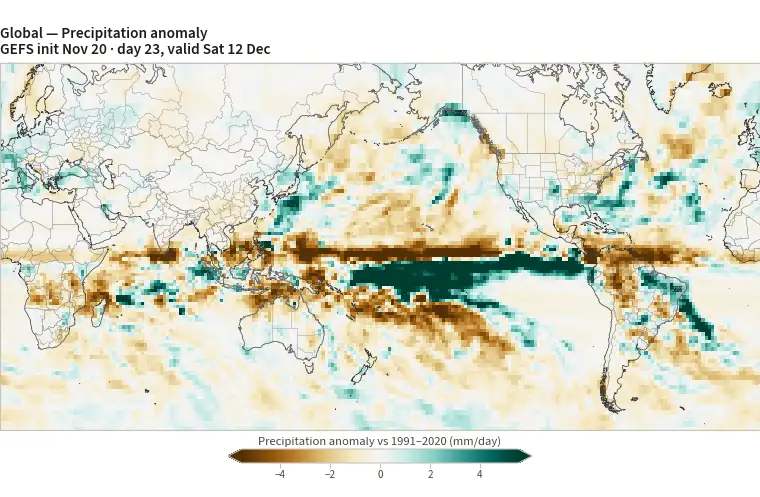 Global — Precipitation anomaly
GEFS init Nov 20 · day 23, valid Sat 12 Dec
Precipitation anomaly vs 1991–2020 (mm/day)
−4 −2 0 2 4